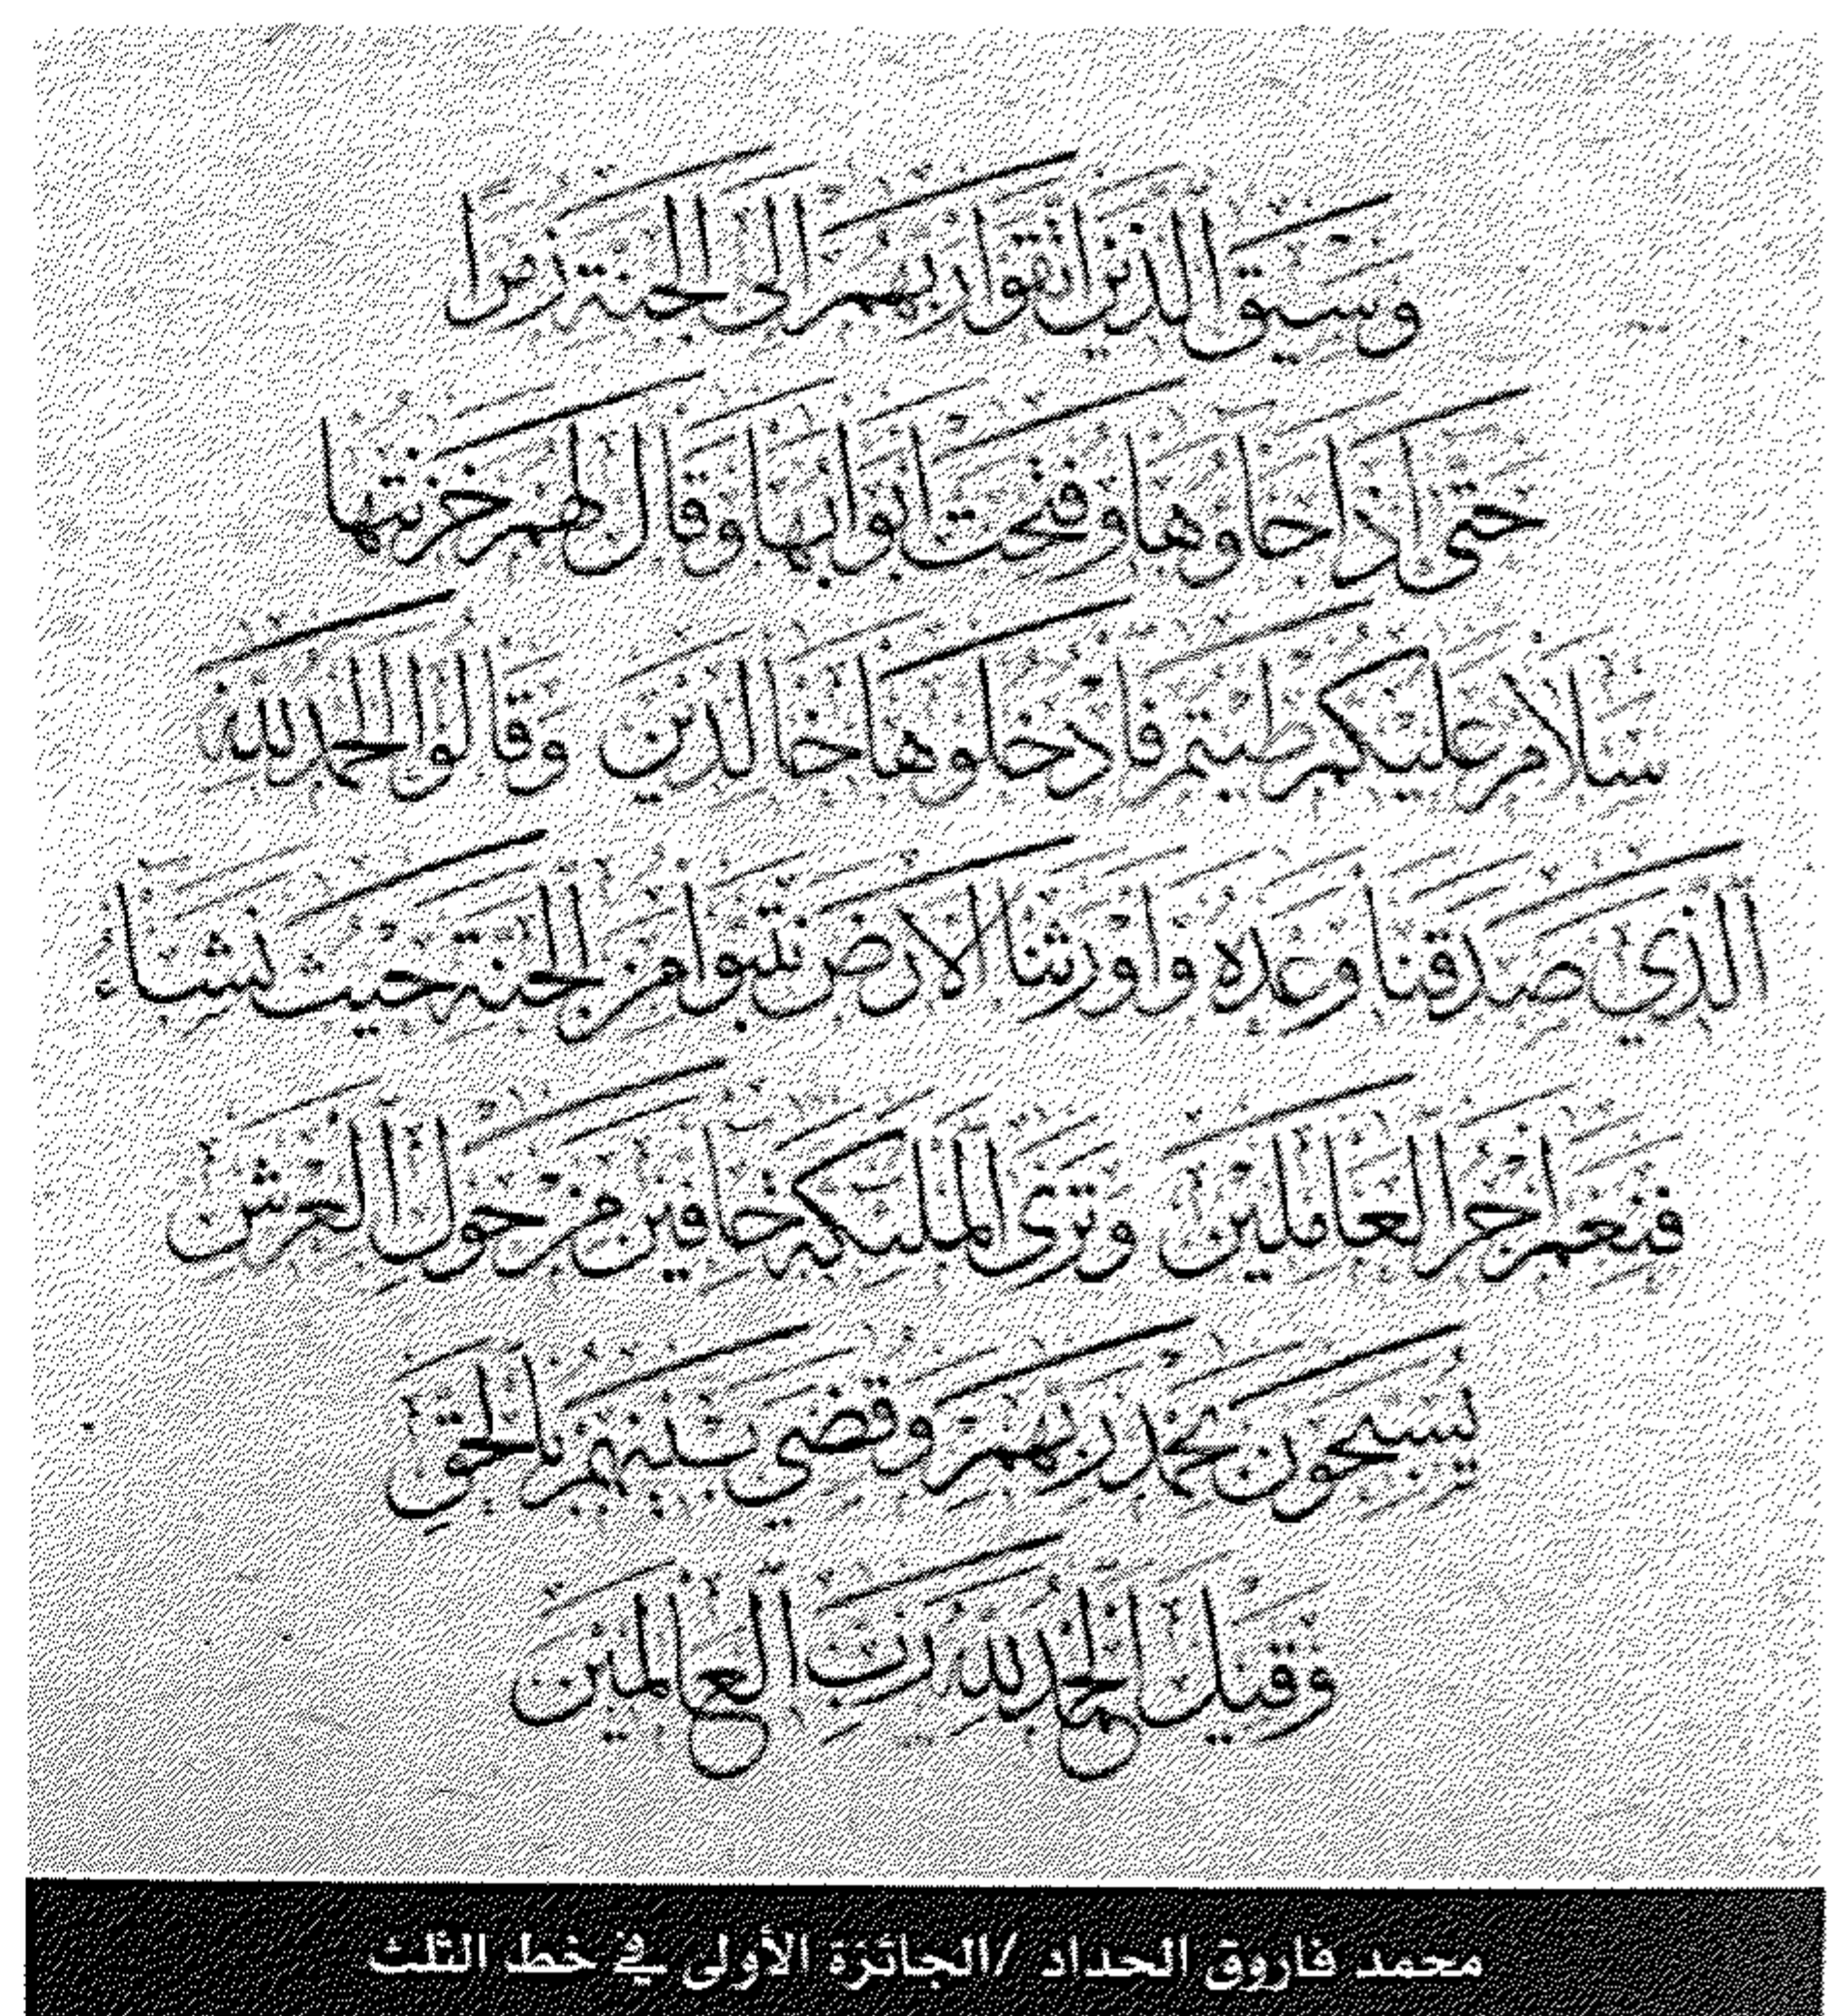 وسيق الذين اتقوا ربهم الى الجنة زمرا
حتى اذا جاؤها وفتحت ابوابها وقال لهم خزنتها
سلام عليكم طبتم فادخلوها خالدين وقالوا الحمد لله
الذي صدقنا وعده واورثنا الارض نتبوا من الجنة حيث نشاء
فنعم اجر العاملين وترى الملئكة حافين من حول العرش
يسبحون بحمد ربهم وقضي بينهم بالحق
وقيل الحمد لله رب العالمين
محمد فاروق الحداد /الجائزة الأولى في خط الثلث